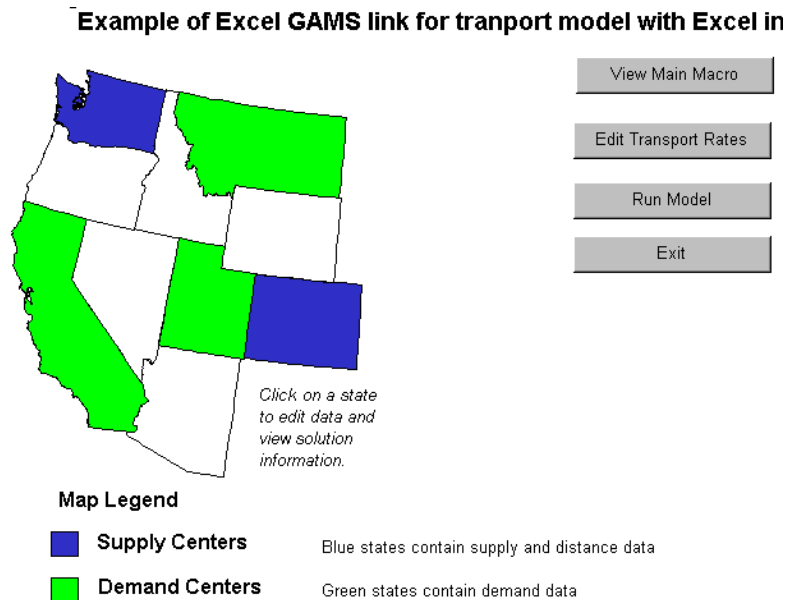 Example of Excel GAMS link for tranport model with Excel in
View Main Macro
Edit Transport Rates
Run Model
Exit
Click on a state
to edit data and
view solution
information.
Map Legend
Supply Centers
Blue states contain supply and distance data
Demand Centers
Green states contain demand data